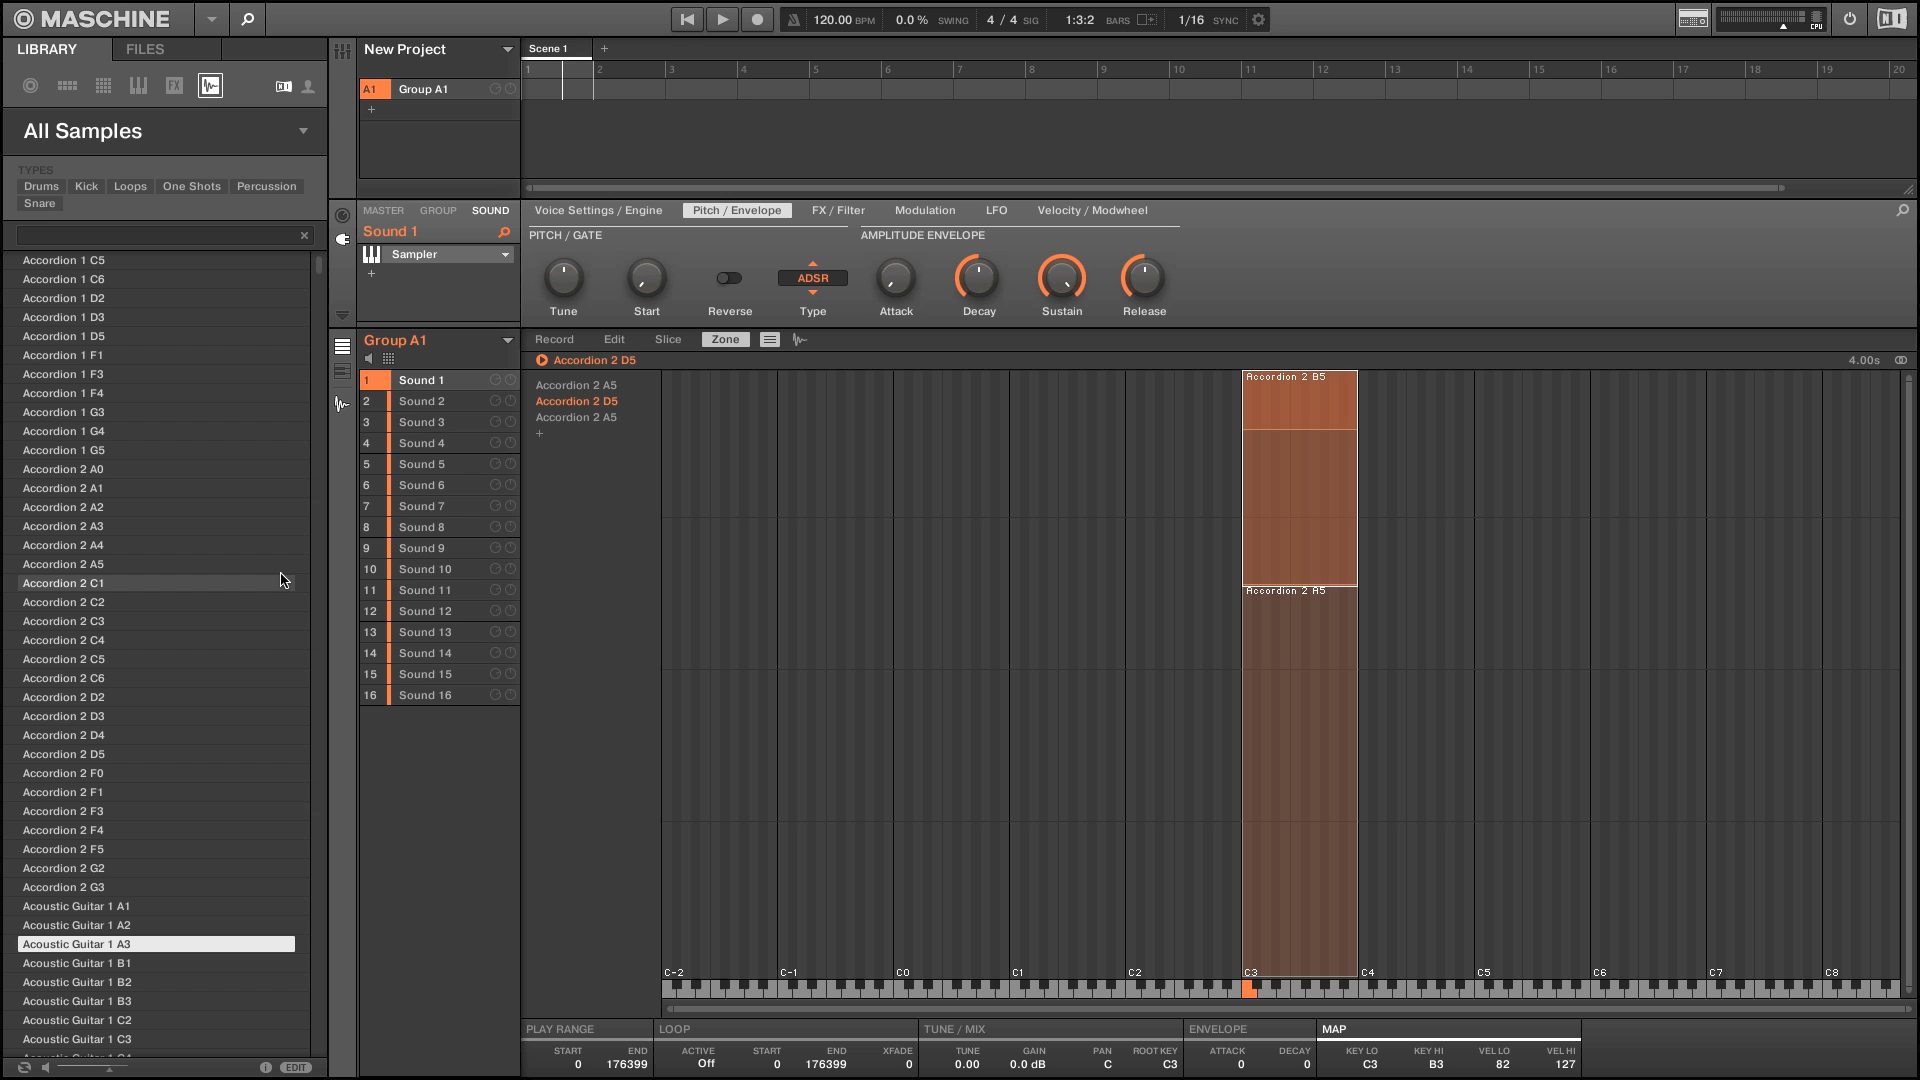 MASCHINE
120.00 BPM 0.0 % SWING 4 / 4 SIG 1:3:2 BARS 1/16 SYNC CPU
LIBRARY FILES
New Project
Scene 1 +
1 2 3 4 5 6 7 8 9 10 11 12 13 14 15 16 17 18 19 20
FX
A1 Group A1
+
All Samples
TYPES
Drums Kick Loops One Shots Percussion
Snare
Accordion 1 C5
Accordion 1 C6
Accordion 1 D2
Accordion 1 D3
Accordion 1 D5
Accordion 1 F1
Accordion 1 F3
Accordion 1 F4
Accordion 1 G3
Accordion 1 G4
Accordion 1 G5
Accordion 2 A0
Accordion 2 A1
Accordion 2 A2
Accordion 2 A3
Accordion 2 A4
Accordion 2 A5
Accordion 2 C1
Accordion 2 C2
Accordion 2 C3
Accordion 2 C4
Accordion 2 C5
Accordion 2 C6
Accordion 2 D2
Accordion 2 D3
Accordion 2 D4
Accordion 2 D5
Accordion 2 F0
Accordion 2 F1
Accordion 2 F3
Accordion 2 F4
Accordion 2 F5
Accordion 2 G2
Accordion 2 G3
Acoustic Guitar 1 A1
Acoustic Guitar 1 A2
Acoustic Guitar 1 A3
Acoustic Guitar 1 B1
Acoustic Guitar 1 B2
Acoustic Guitar 1 B3
Acoustic Guitar 1 C2
Acoustic Guitar 1 C3
EDIT
MASTER GROUP SOUND
Sound 1
Sampler
+
Voice Settings / Engine Pitch / Envelope FX / Filter Modulation LFO Velocity / Modwheel
PITCH / GATE AMPLITUDE ENVELOPE
ADSR
Tune Start Reverse Type Attack Decay Sustain Release
Group A1
1 Sound 1
2 Sound 2
3 Sound 3
4 Sound 4
5 Sound 5
6 Sound 6
7 Sound 7
8 Sound 8
9 Sound 9
10 Sound 10
11 Sound 11
12 Sound 12
13 Sound 13
14 Sound 14
15 Sound 15
16 Sound 16
Record Edit Slice Zone
Accordion 2 D5 4.00s
Accordion 2 A5
Accordion 2 D5
Accordion 2 A5
+
Accordion 2 B5
Accordion 2 A5
C-2 C-1 C0 C1 C2 C3 C4 C5 C6 C7 C8
PLAY RANGE LOOP TUNE / MIX ENVELOPE MAP
START END ACTIVE START END XFADE TUNE GAIN PAN ROOT KEY ATTACK DECAY KEY LO KEY HI VEL LO VEL HI
0 176399 Off 0 176399 0 0.00 0.0 dB C C3 0 0 C3 B3 82 127